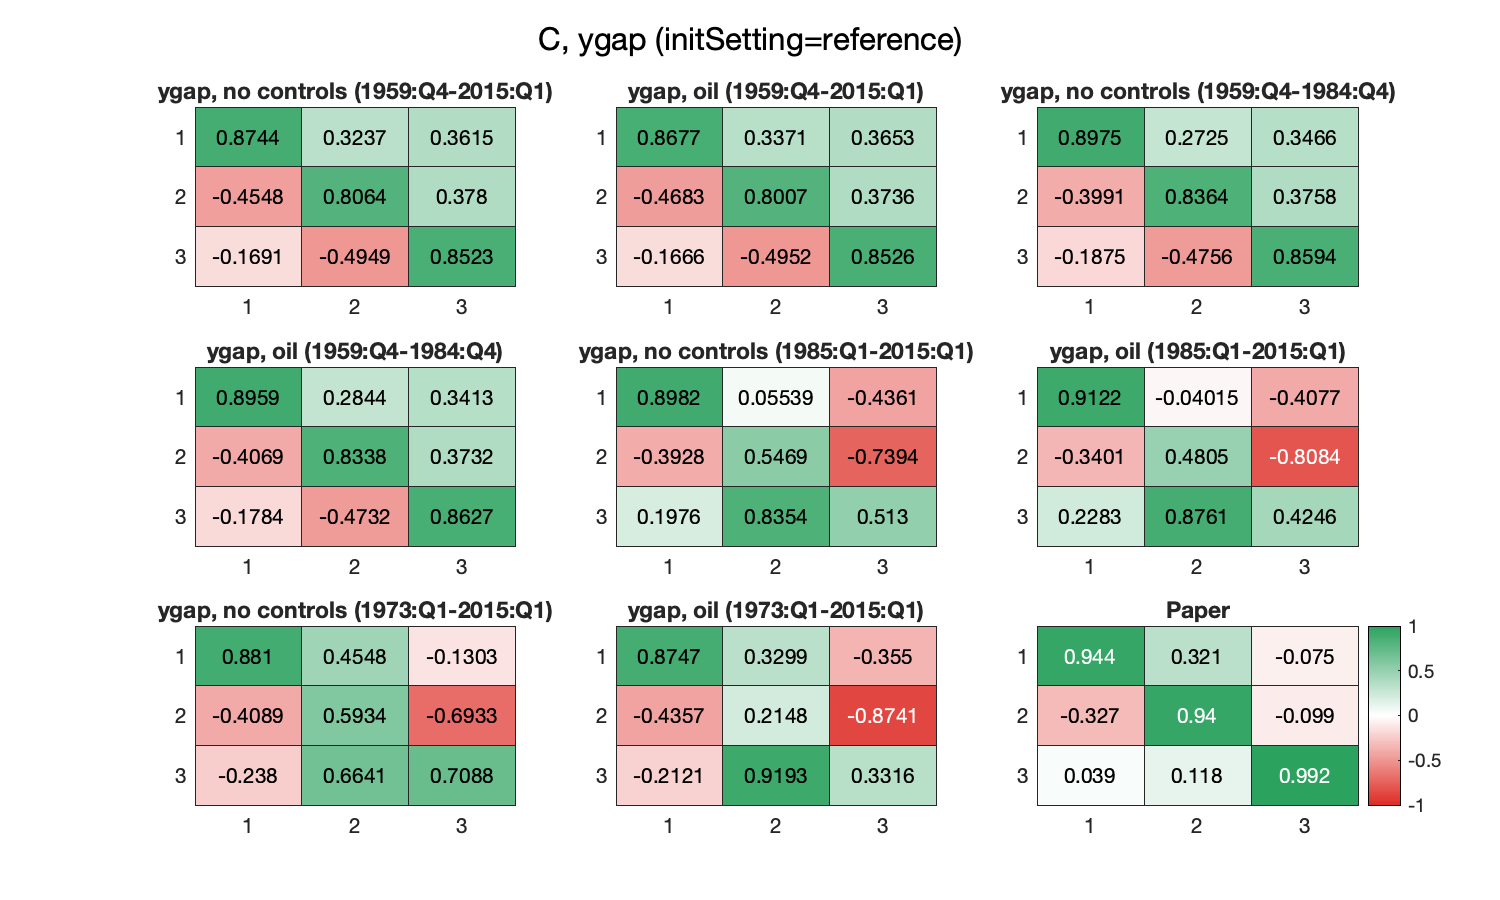 C, ygap (initSetting=reference)
ygap, no controls (1959:Q4-2015:Q1)
1 0.8744 0.3237 0.3615
2 -0.4548 0.8064 0.378
3 -0.1691 -0.4949 0.8523
1 2 3
ygap, oil (1959:Q4-2015:Q1)
1 0.8677 0.3371 0.3653
2 -0.4683 0.8007 0.3736
3 -0.1666 -0.4952 0.8526
1 2 3
ygap, no controls (1959:Q4-1984:Q4)
1 0.8975 0.2725 0.3466
2 -0.3991 0.8364 0.3758
3 -0.1875 -0.4756 0.8594
1 2 3
ygap, oil (1959:Q4-1984:Q4)
1 0.8959 0.2844 0.3413
2 -0.4069 0.8338 0.3732
3 -0.1784 -0.4732 0.8627
1 2 3
ygap, no controls (1985:Q1-2015:Q1)
1 0.8982 0.05539 -0.4361
2 -0.3928 0.5469 -0.7394
3 0.1976 0.8354 0.513
1 2 3
ygap, oil (1985:Q1-2015:Q1)
1 0.9122 -0.04015 -0.4077
2 -0.3401 0.4805 -0.8084
3 0.2283 0.8761 0.4246
1 2 3
ygap, no controls (1973:Q1-2015:Q1)
1 0.881 0.4548 -0.1303
2 -0.4089 0.5934 -0.6933
3 -0.238 0.6641 0.7088
1 2 3
ygap, oil (1973:Q1-2015:Q1)
1 0.8747 0.3299 -0.355
2 -0.4357 0.2148 -0.8741
3 -0.2121 0.9193 0.3316
1 2 3
Paper
1 0.944 0.321 -0.075
2 -0.327 0.94 -0.099
3 0.039 0.118 0.992
1 2 3
1
0.5
0
-0.5
-1